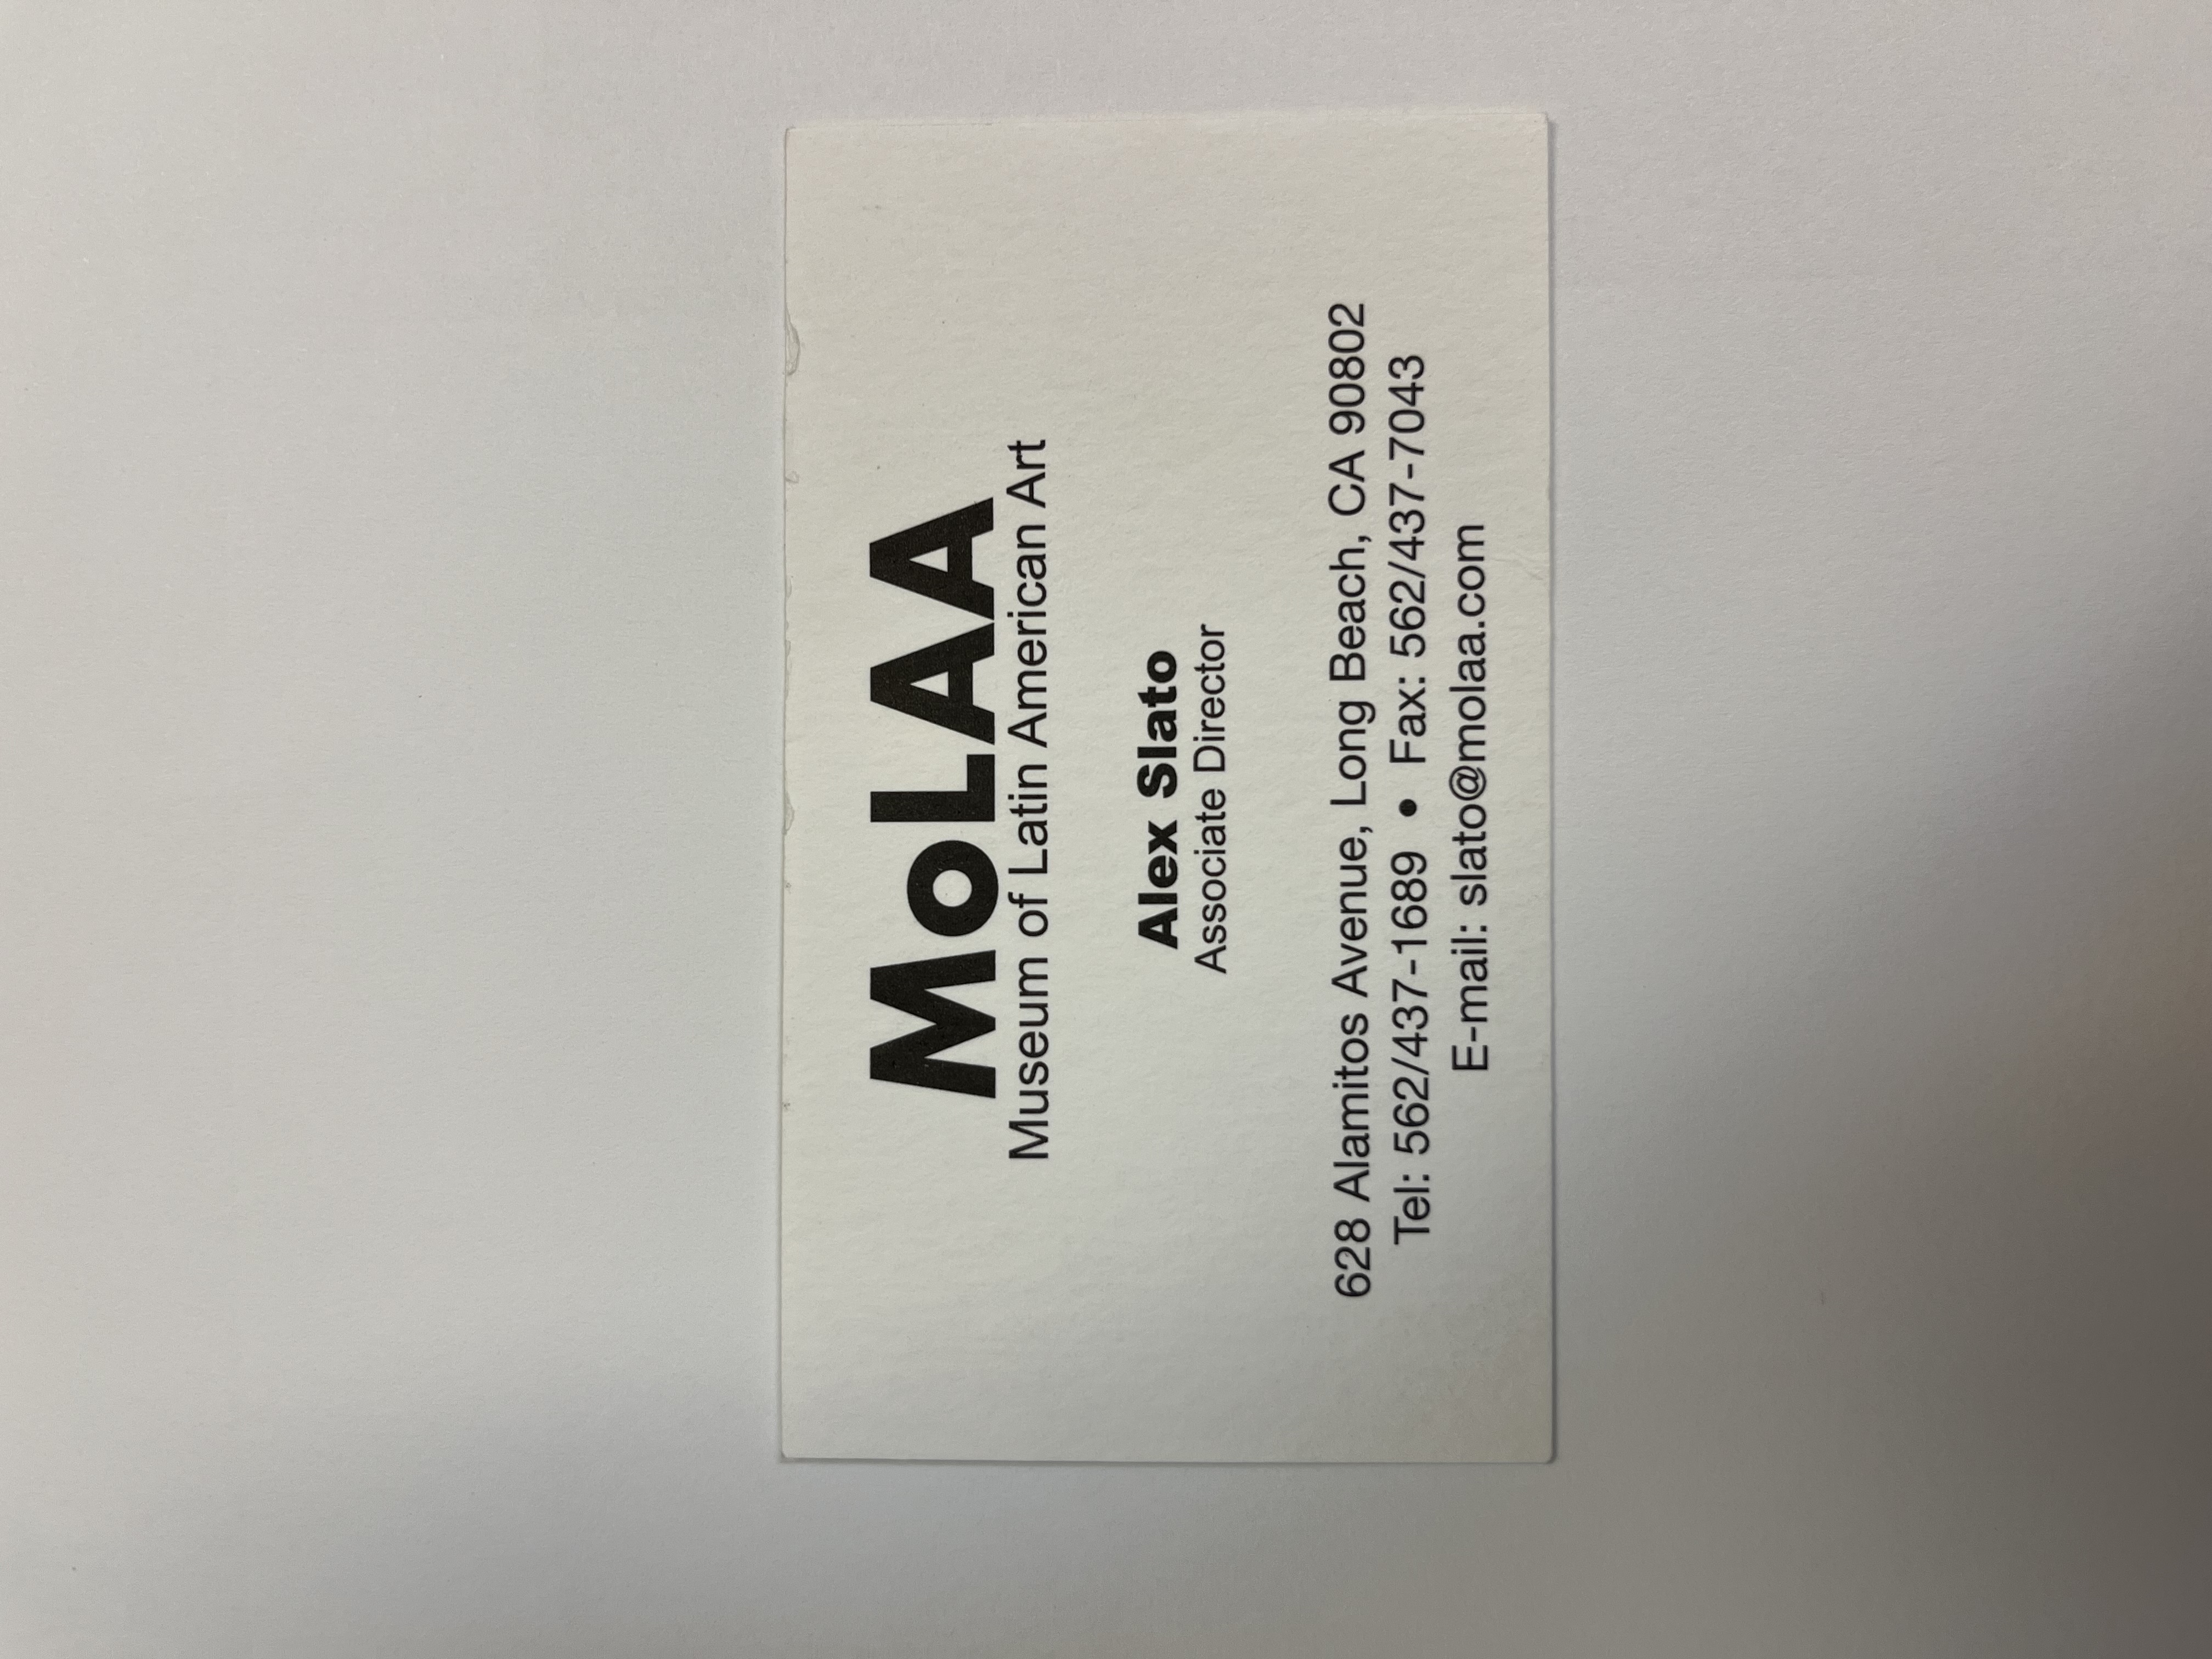 MoLAA
Museum of Latin American Art
Alex Slato
Associate Director
628 Alamitos Avenue, Long Beach, CA 90802
Tel: 562/437-1689 • Fax: 562/437-7043
E-mail: slato@molaa.com